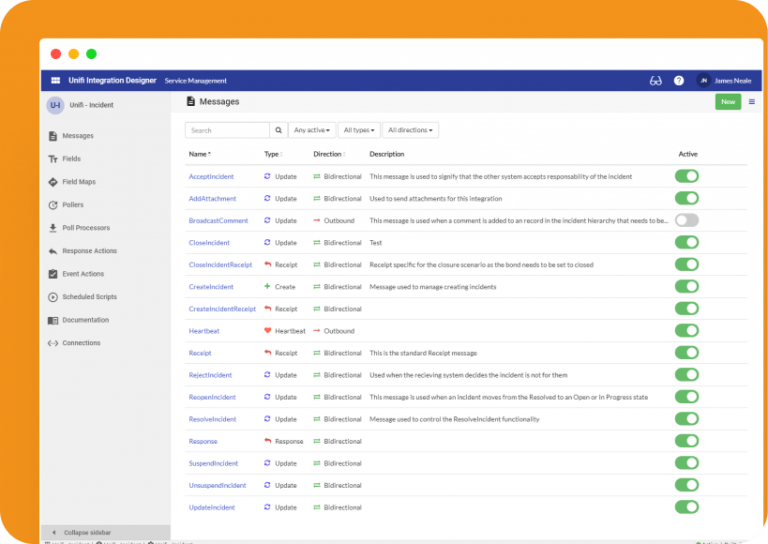 Unifi Integration Designer Service Management ? JN James Neale
U-I Unifi - Incident
Messages New
Messages
Fields
Field Maps
Pollers
Poll Processors
Response Actions
Event Actions
Scheduled Scripts
Documentation
Connections
Collapse sidebar
Search Any active All types All directions
Name Type Direction Description Active
AcceptIncident Update Bidirectional This message is used to signify that the other system accepts responsability of the incident
AddAttachment Update Bidirectional Used to send attachments for this integration
BroadcastComment Update Outbound This message is used when a comment is added to an record in the incident hierarchy that needs to be...
CloseIncident Update Bidirectional Test
CloseIncidentReceipt Receipt Bidirectional Receipt specific for the closure scenario as the bond needs to be set to closed
CreateIncident Create Bidirectional Message used to manage creating incidents
CreateIncidentReceipt Receipt Bidirectional
Heartbeat Heartbeat Outbound
Receipt Receipt Bidirectional This is the standard Receipt message
RejectIncident Update Bidirectional Used when the recieving system decides the incident is not for them
ReopenIncident Update Bidirectional This message is used when an incident moves from the Resolved to an Open or In Progress state
ResolveIncident Update Bidirectional Message used to control the ResolveIncident functionality
Response Response Bidirectional
SuspendIncident Update Bidirectional
UnsuspendIncident Update Bidirectional
UpdateIncident Update Bidirectional